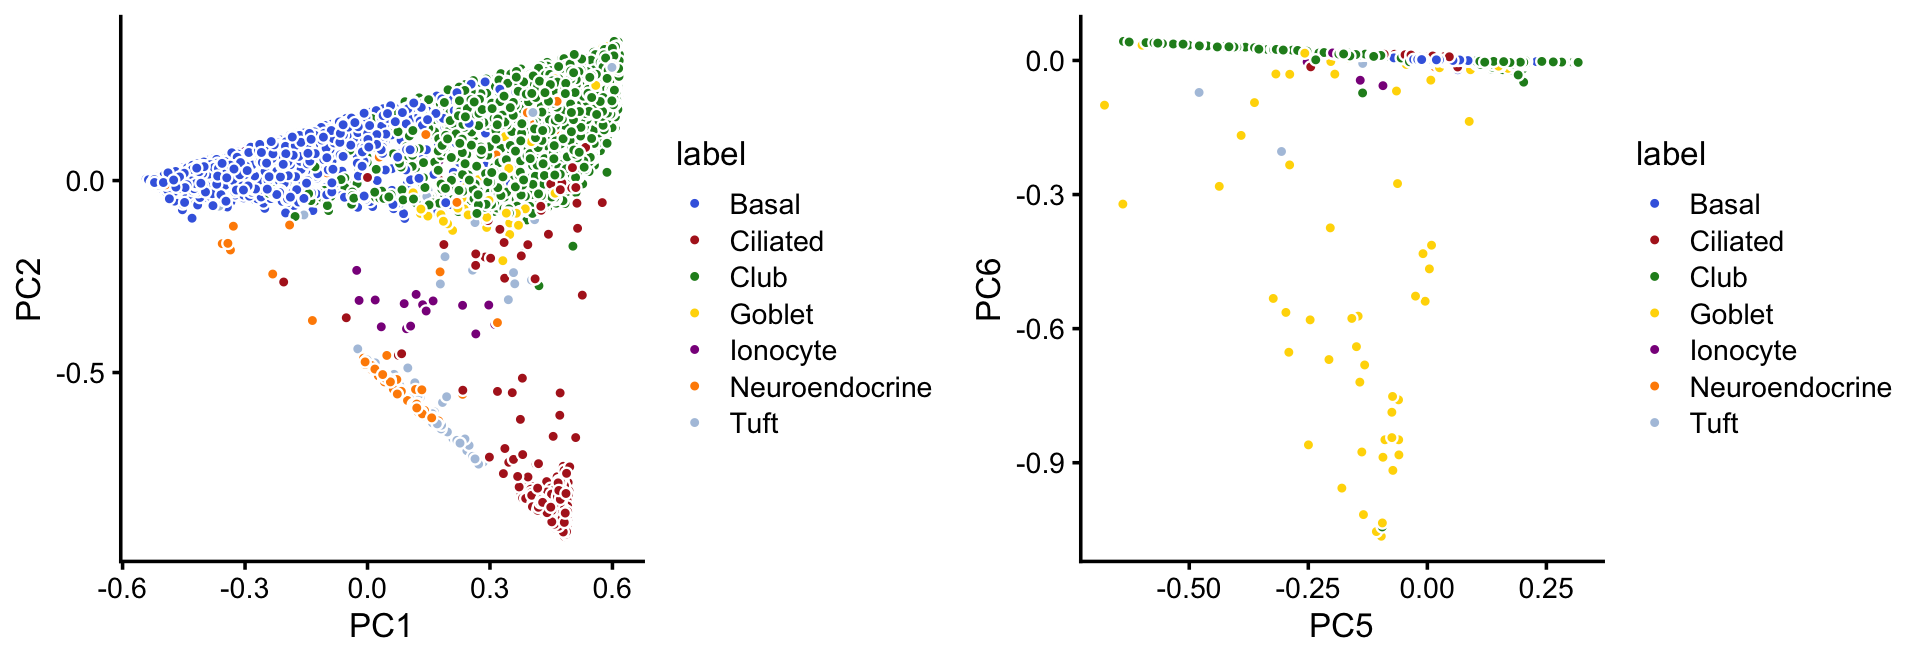 PC2
0.0
-0.5
-0.6
-0.3
0.0
0.3
0.6
PC1
label
Basal
Ciliated
Club
Goblet
Ionocyte
Neuroendocrine
Tuft
PC6
0.0
-0.3
-0.6
-0.9
-0.50
-0.25
0.00
0.25
PC5
label
Basal
Ciliated
Club
Goblet
Ionocyte
Neuroendocrine
Tuft